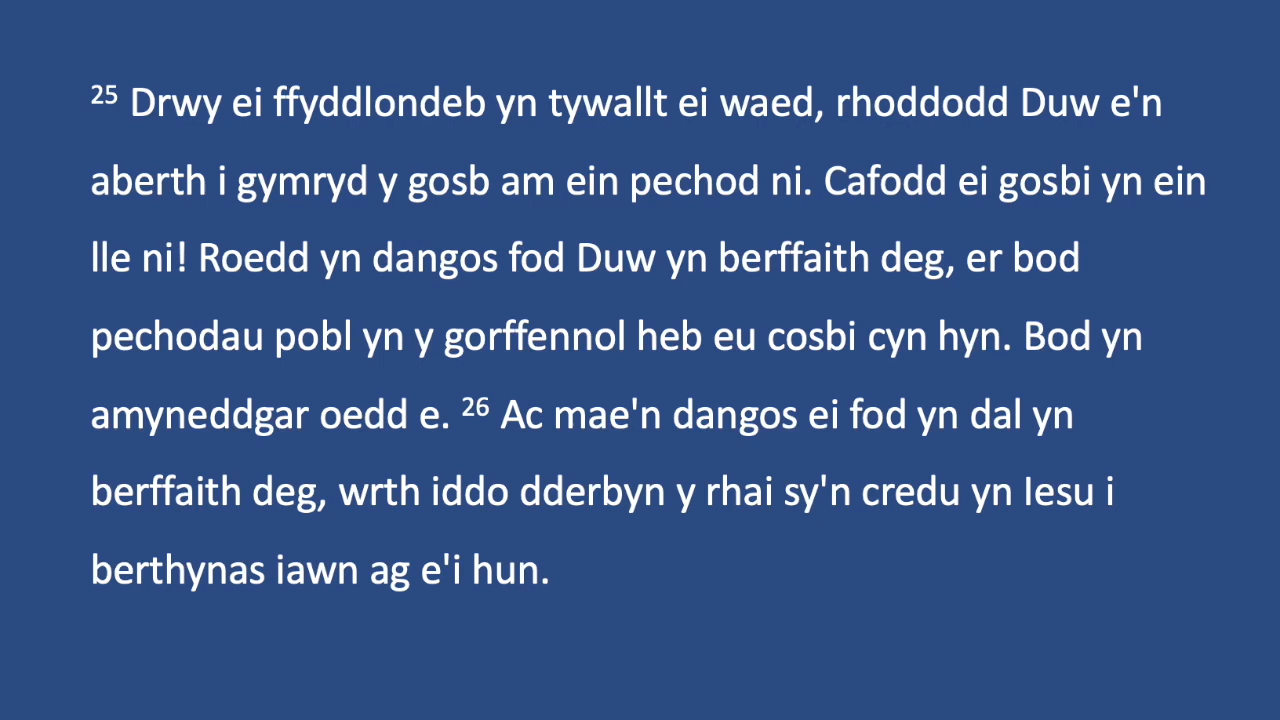 25 Drwy ei ffyddlondeb yn tywallt ei waed, rhoddodd Duw e'n
aberth i gymryd y gosb am ein pechod ni. Cafodd ei gosbi yn ein
lle ni! Roedd yn dangos fod Duw yn berffaith deg, er bod
pechodau pobl yn y gorffennol heb eu cosbi cyn hyn. Bod yn
amyneddgar oedd e. 26 Ac mae'n dangos ei fod yn dal yn
berffaith deg, wrth iddo dderbyn y rhai sy'n credu yn Iesu i
berthynas iawn ag e'i hun.